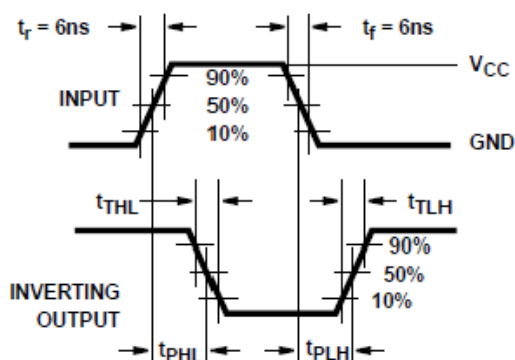 tr = 6ns
tf = 6ns
VCC
90%
INPUT
50%
10%
GND
tTHL
tTLH
90%
50%
INVERTING
10%
OUTPUT
tPHL
tPLH